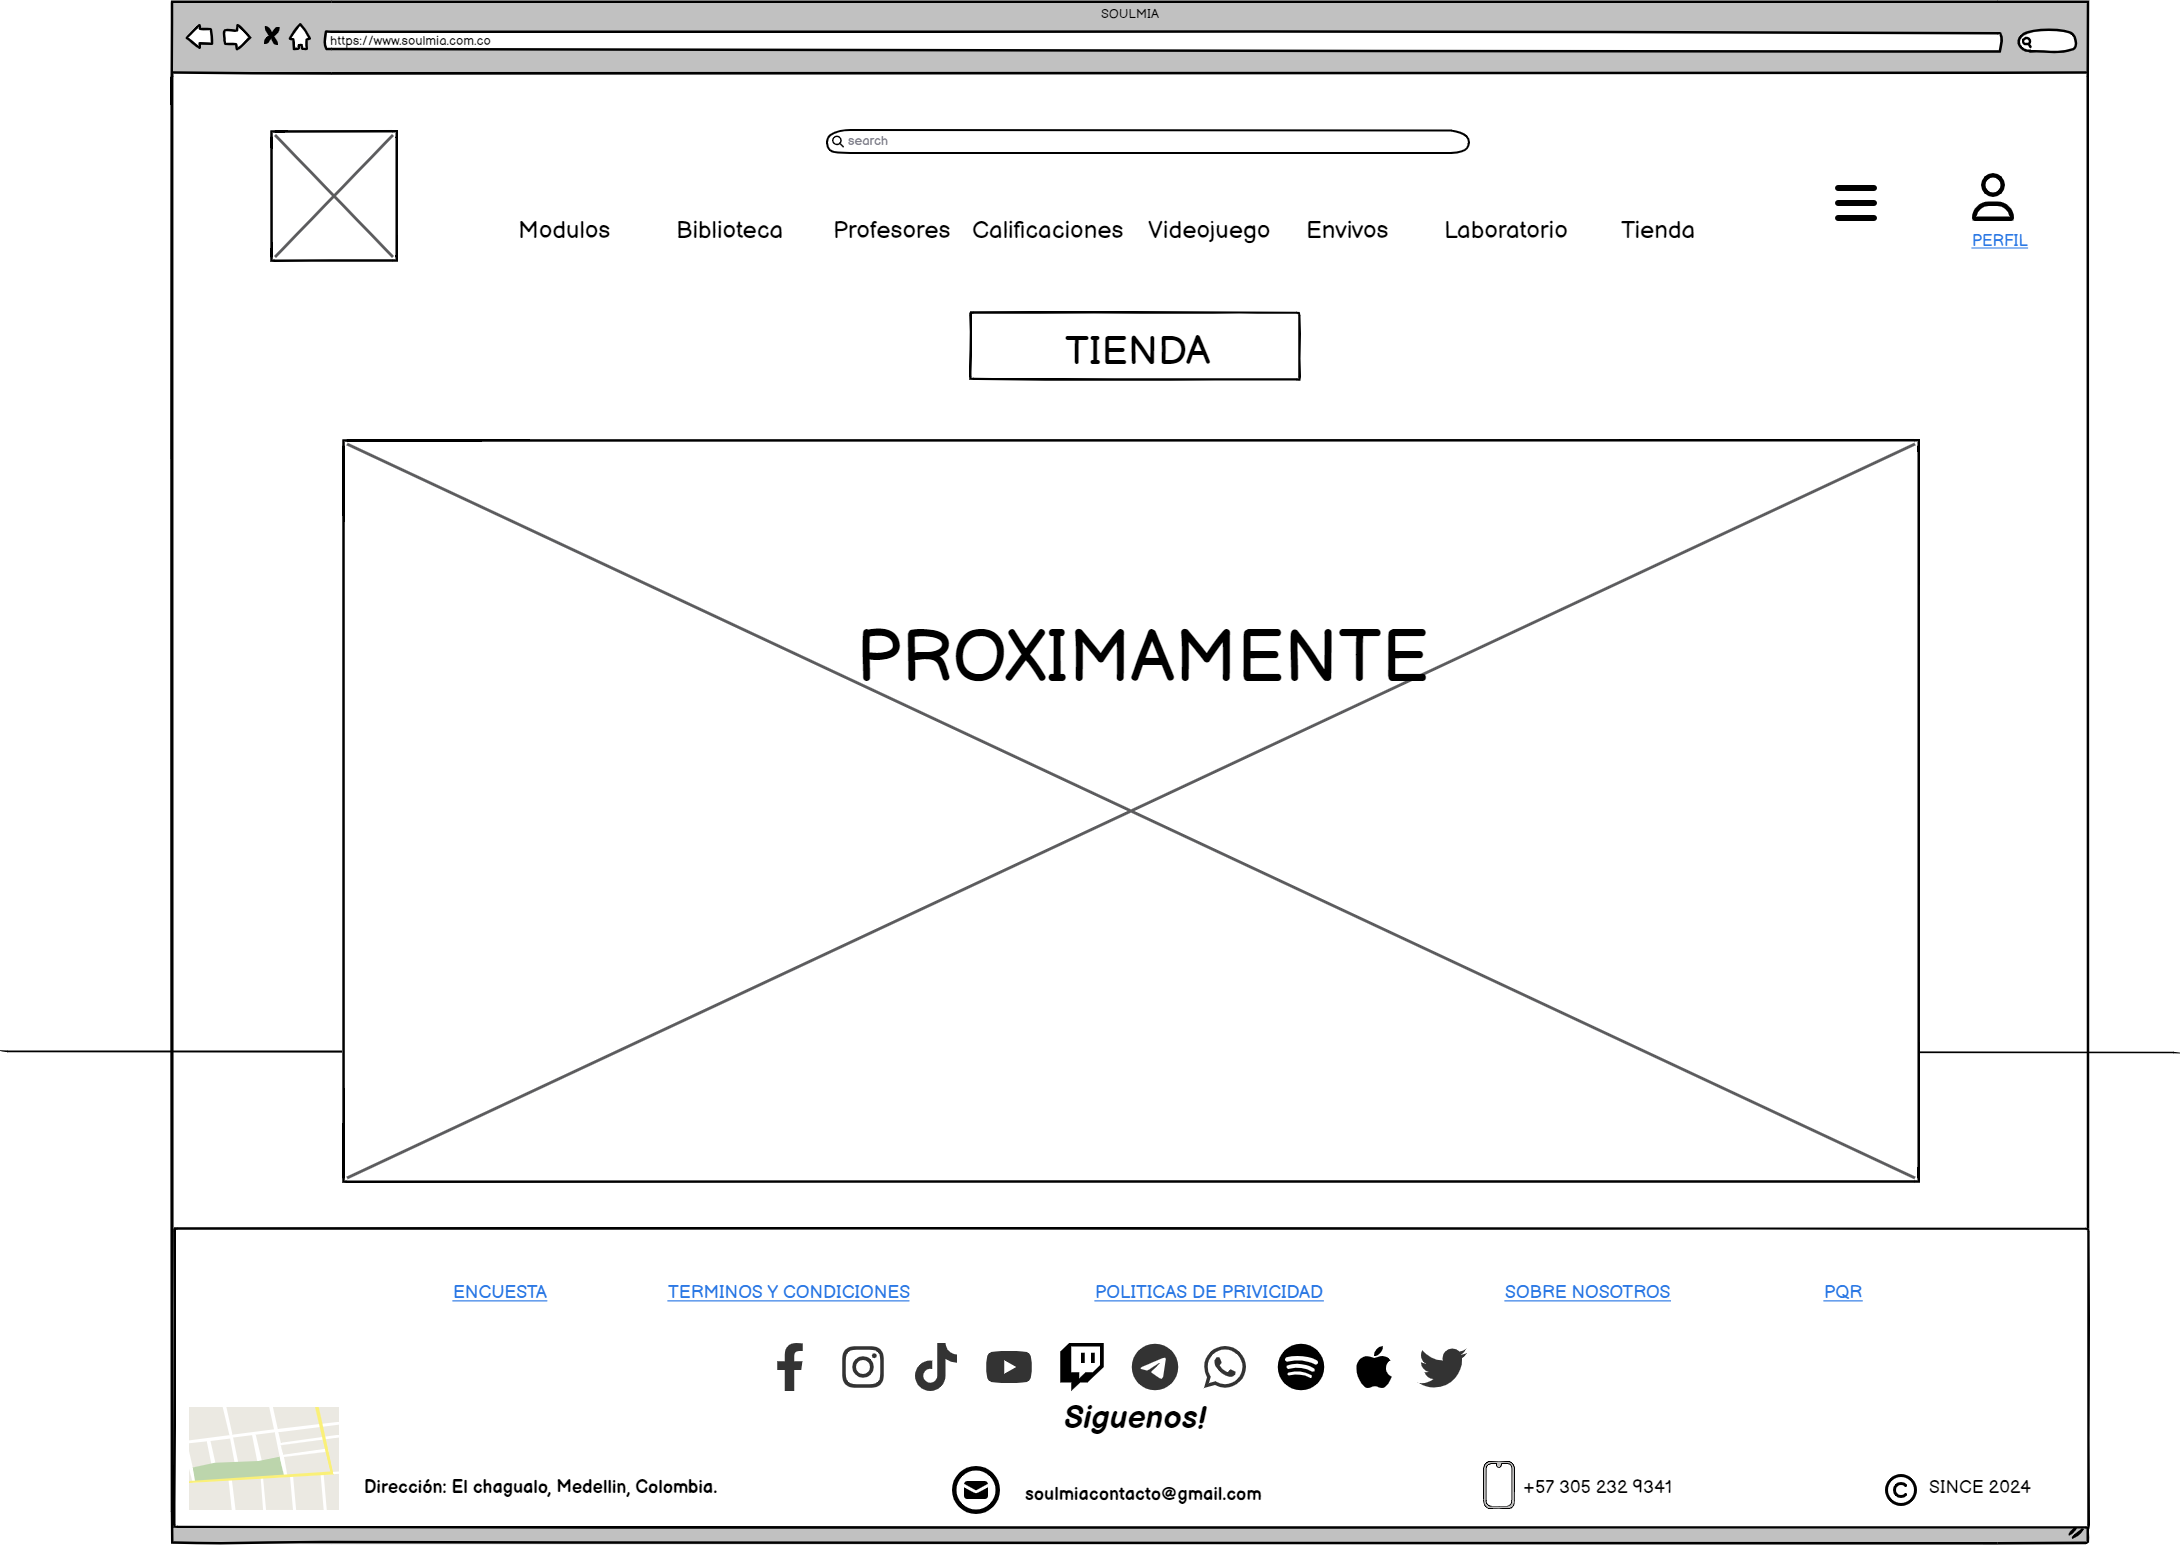 SOULMIA
https://www.soulmia.com.co
search
Modulos Biblioteca Profesores Calificaciones Videojuego Envivos Laboratorio Tienda
PERFIL
TIENDA
PROXIMAMENTE
ENCUESTA TERMINOS Y CONDICIONES POLITICAS DE PRIVICIDAD SOBRE NOSOTROS PQR
Siguenos!
Dirección: El chagualo, Medellin, Colombia. soulmiacontacto@gmail.com +57 305 232 9341 © SINCE 2024